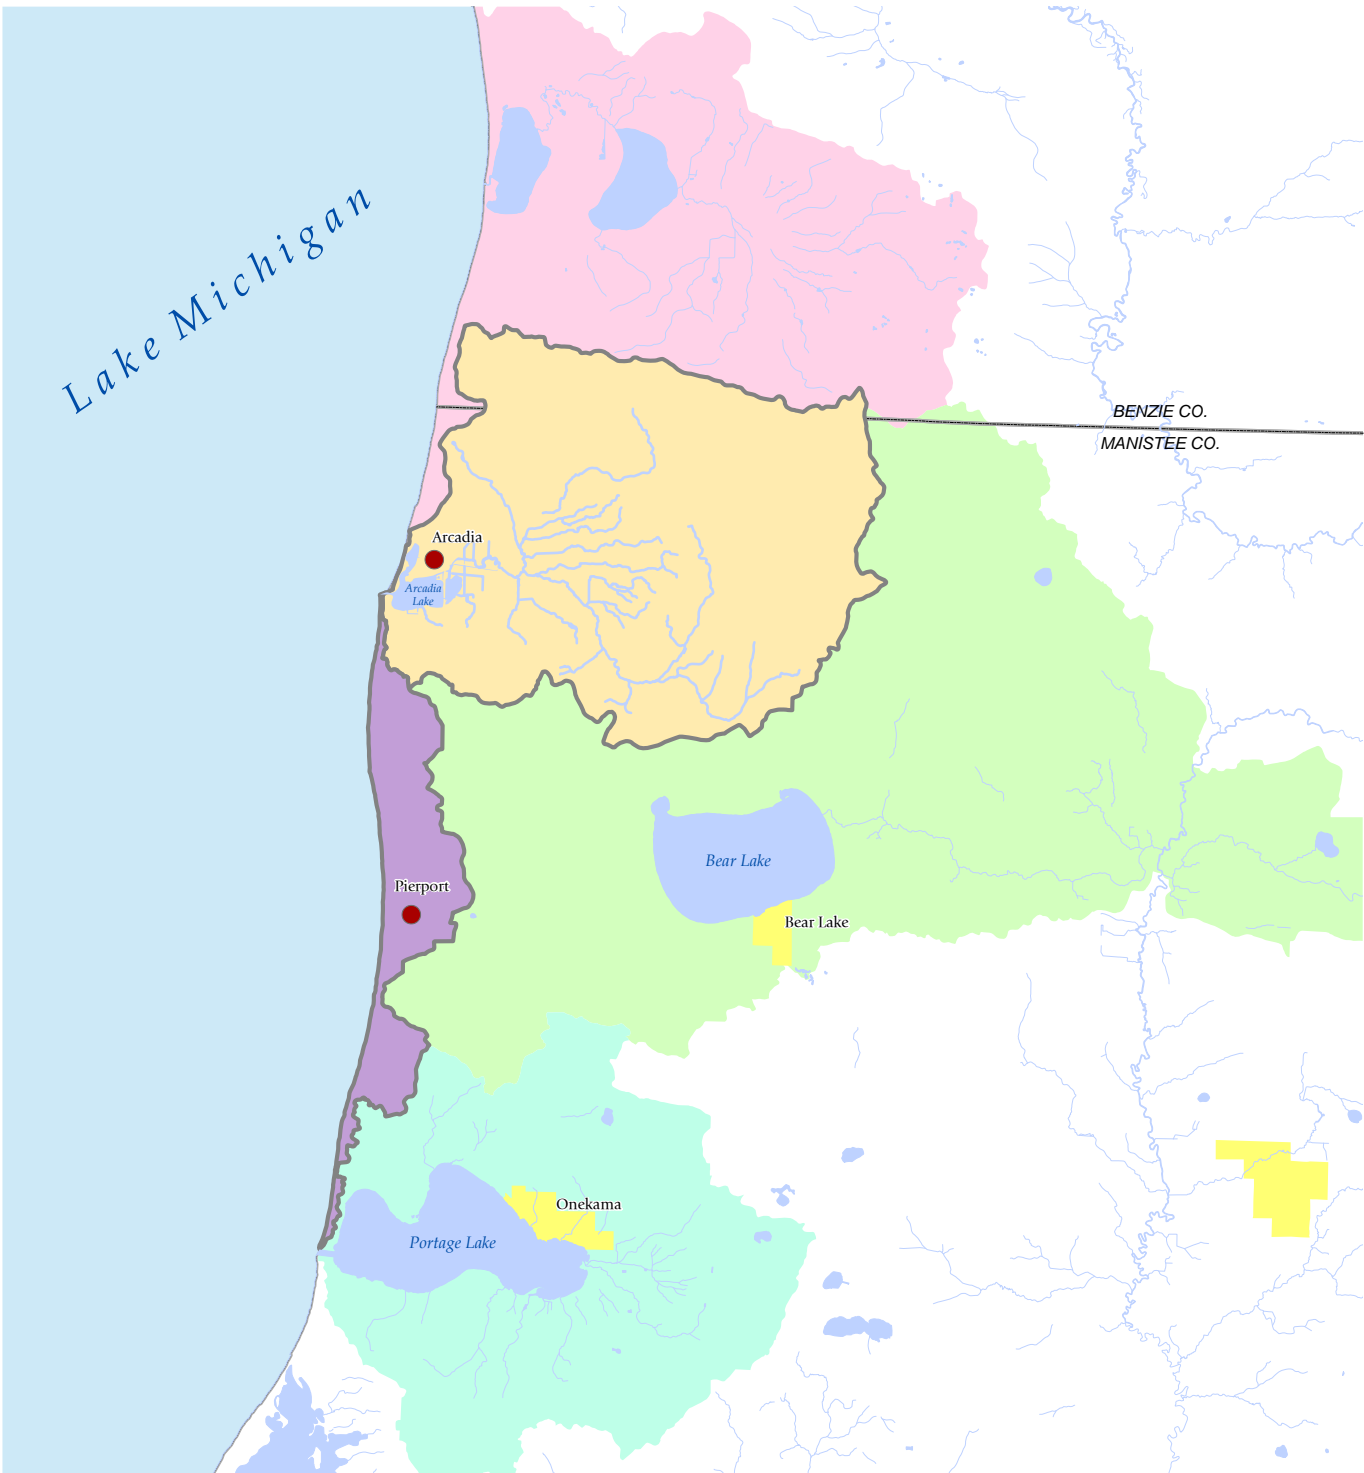 Lake Michigan
BENZIE CO.
MANISTEE CO.
Arcadia
Arcadia
Lake
Bear Lake
Pierport
Bear Lake
Onekama
Portage Lake